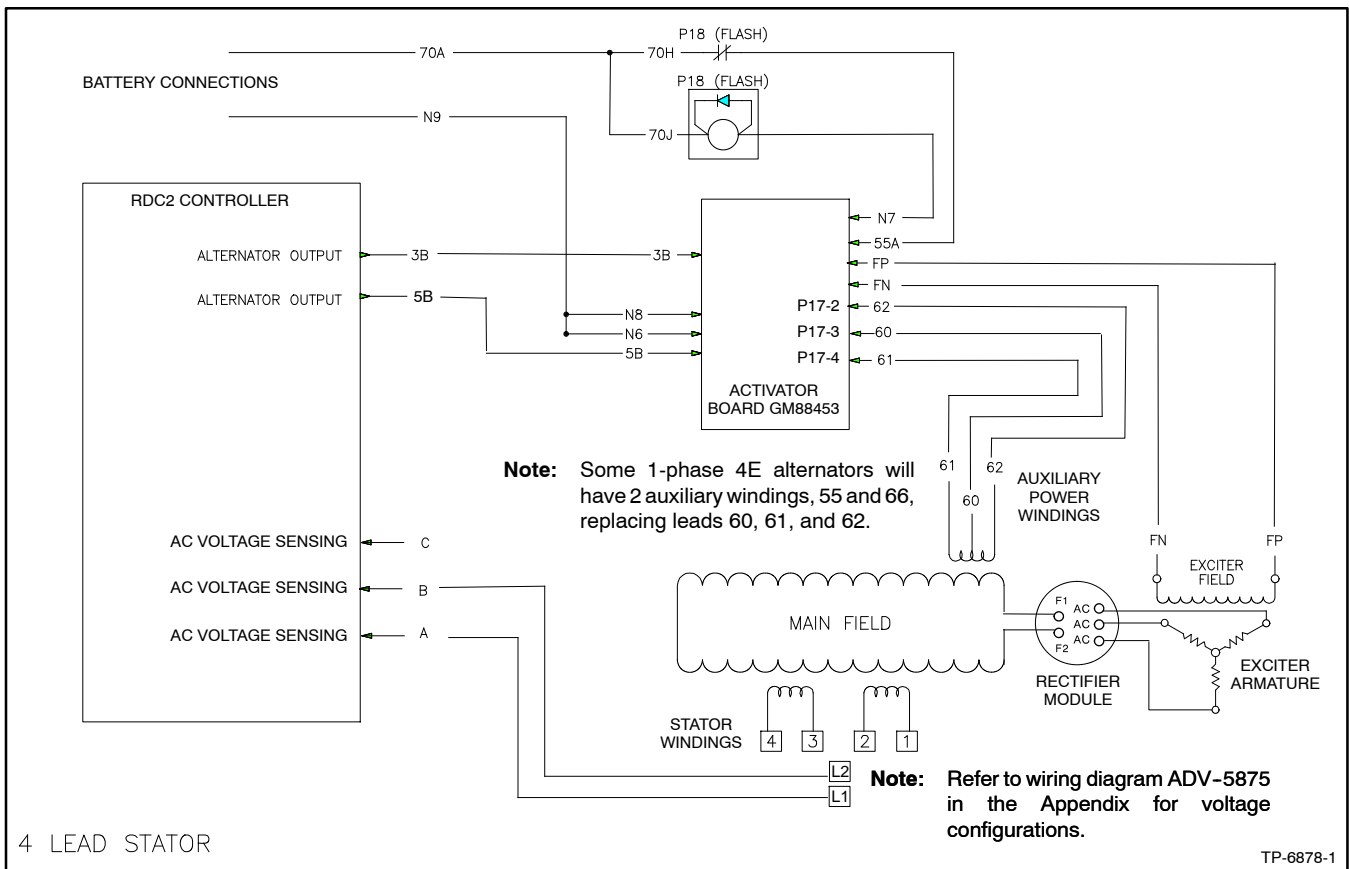 P18 (FLASH)
70A
70H
BATTERY CONNECTIONS
P18 (FLASH)
N9
70J
RDC2 CONTROLLER
N7
ALTERNATOR OUTPUT
3B
3B
55A
FP
FN
ALTERNATOR OUTPUT
5B
N8
P17-2
62
N6
P17-3
60
5B
P17-4
61
ACTIVATOR
BOARD GM88453
Note: Some 1-phase 4E alternators will
have 2 auxiliary windings, 55 and 66,
replacing leads 60, 61, and 62.
61
60
62
AUXILIARY
POWER
WINDINGS
AC VOLTAGE SENSING
C
AC VOLTAGE SENSING
B
AC VOLTAGE SENSING
A
FN
FP
EXCITER
FIELD
MAIN FIELD
F1
F2
AC
AC
AC
RECTIFIER
MODULE
EXCITER
ARMATURE
STATOR
WINDINGS
4
3
2
1
L2
L1
Note: Refer to wiring diagram ADV-5875
in the Appendix for voltage
configurations.
4 LEAD STATOR
TP-6878-1